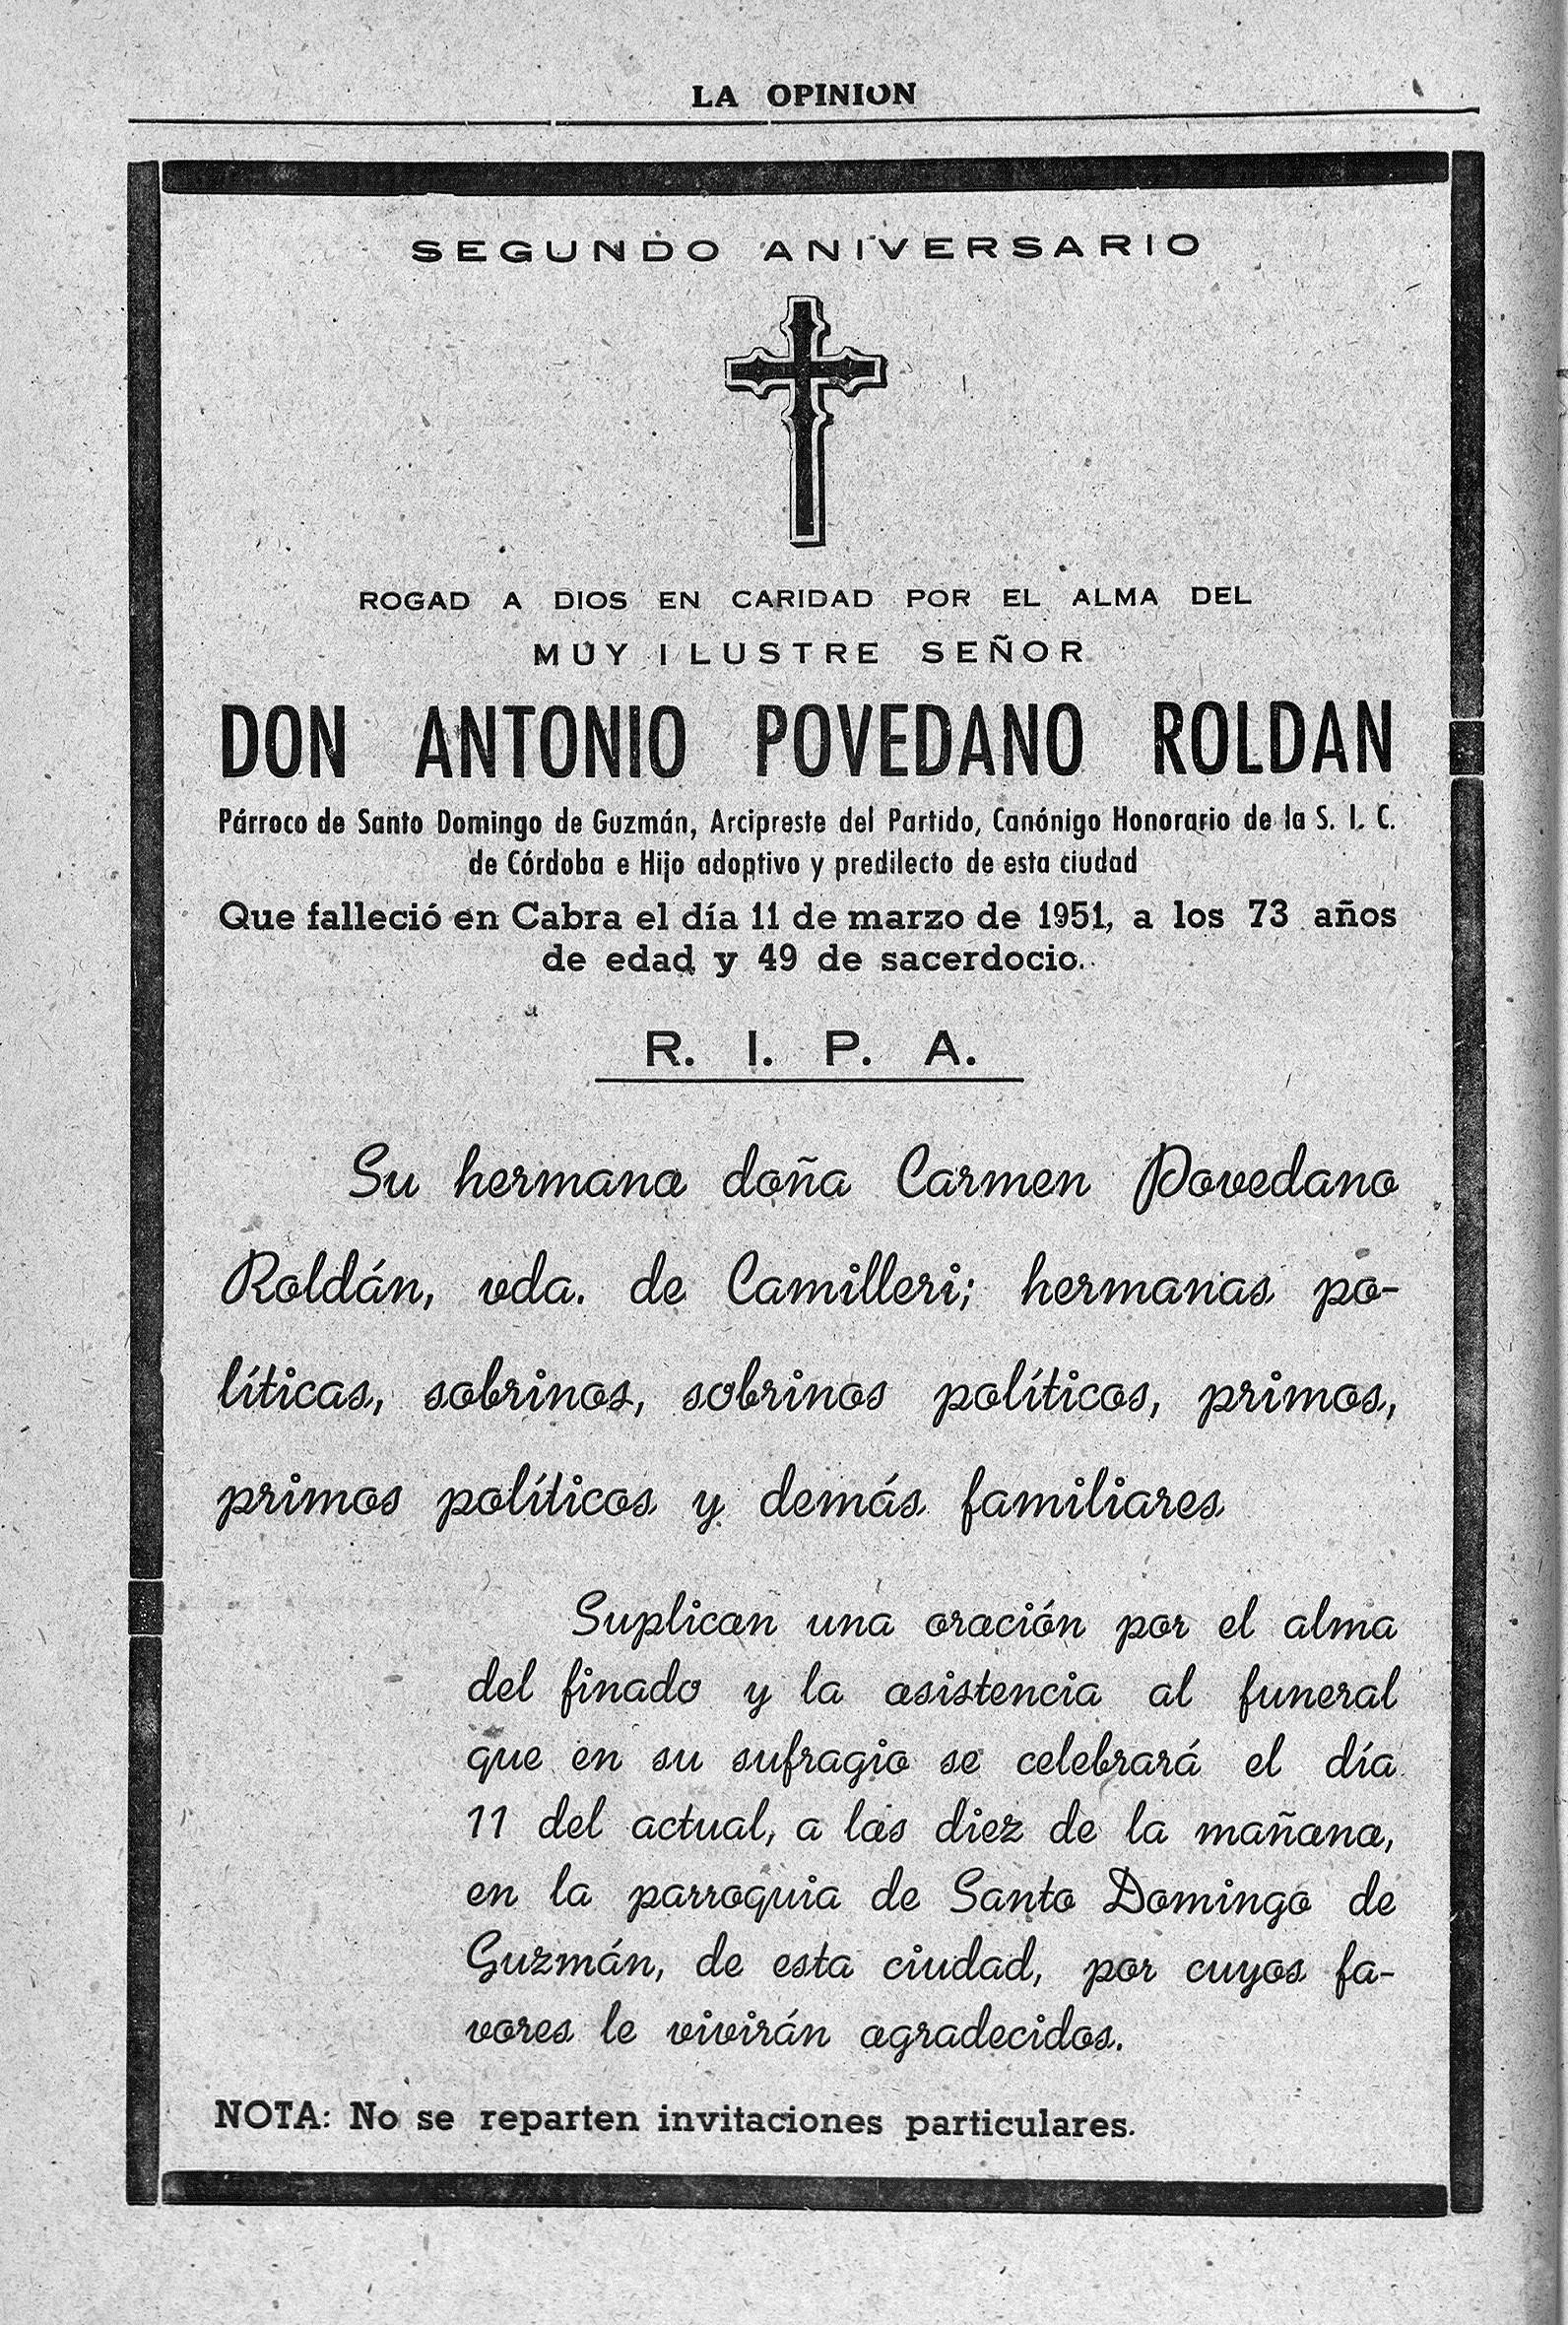 LA OPINION
SEGUNDO ANIVERSARIO
ROGAD A DIOS EN CARIDAD POR EL ALMA DEL
MUY ILUSTRE SEÑOR
DON ANTONIO POVEDANO ROLDAN
Párroco de Santo Domingo de Guzmán, Arcipreste del Partido, Canónigo Honorario de la S. I. C.
de Córdoba e Hijo adoptivo y predilecto de esta ciudad
Que falleció en Cabra el día 11 de marzo de 1951, a los 73 años
de edad y 49 de sacerdocio.
R. I. P. A.
Su hermana doña Carmen Povedano
Roldán, vda. de Camilleri; hermanas po-
líticas, sobrinos, sobrinos políticos, primos,
primos políticos y demás familiares
Suplican una oración por el alma
del finado y la asistencia al funeral
que en su sufragio se celebrará el día
11 del actual, a las diez de la mañana,
en la parroquia de Santo Domingo de
Guzmán, de esta ciudad, por cuyos fa-
vores le vivirán agradecidos.
NOTA: No se reparten invitaciones particulares.